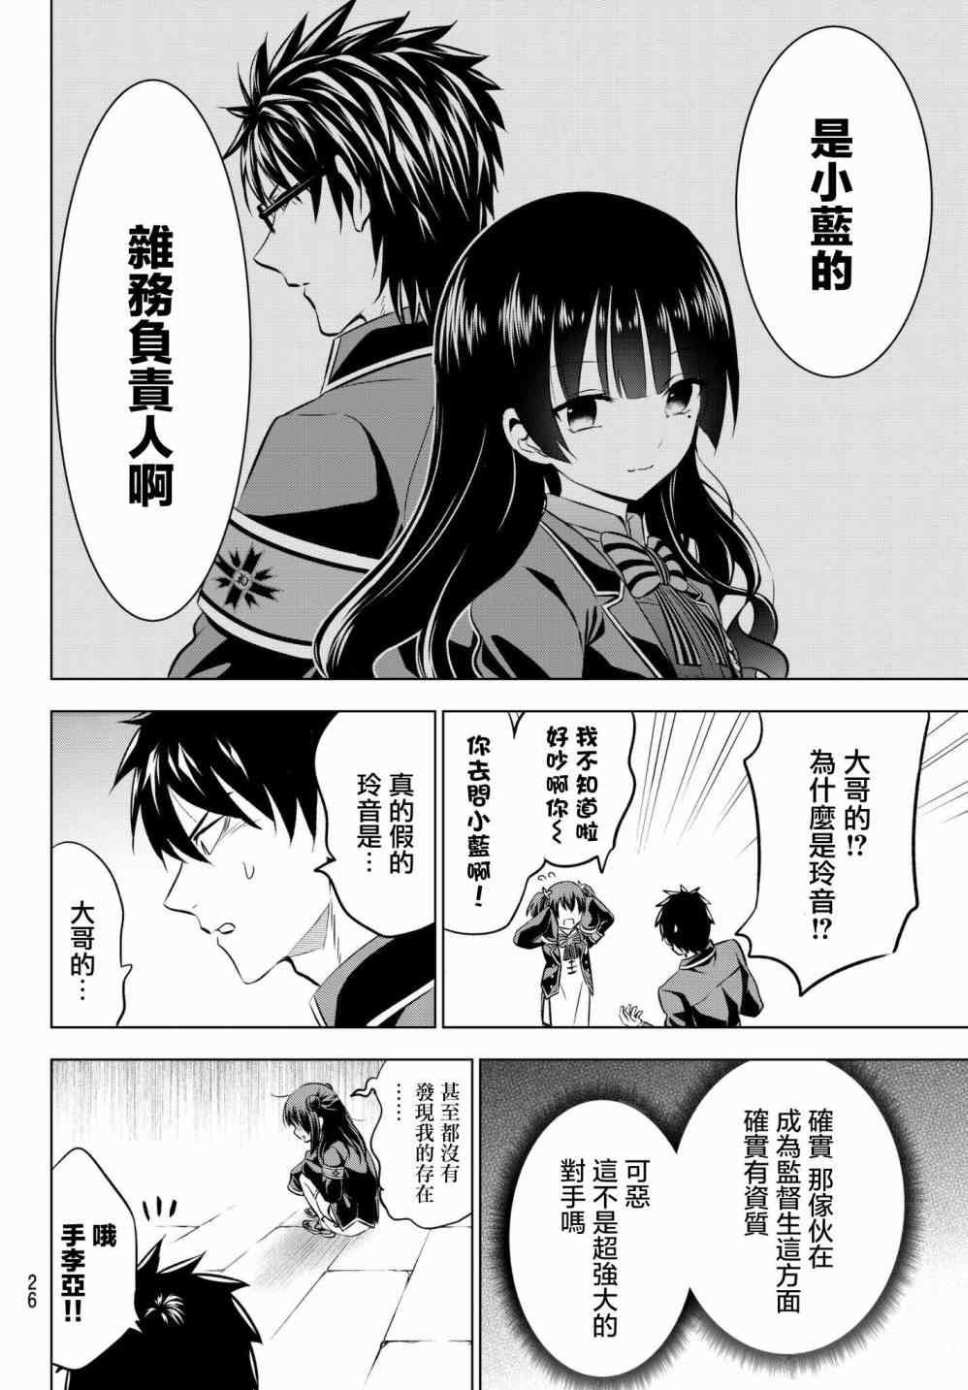 是小藍的
雜務負責人啊
大哥的!?
為什麼是玲音!?
我不知道啦
好吵啊你～
你去問小藍啊！
真的假的
玲音是…
大哥的…
確實 那傢伙在
成為監督生這方面
確實有資質
可惡
這不是超強大的
對手嗎
甚至都沒有
發現我的存在
……
哦
手李亞!!
26